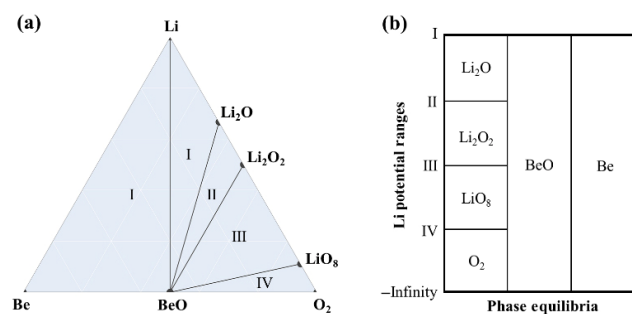 (a)
Li
Li₂O
Li₂O₂
LiO₈
I
I
II
III
IV
Be
BeO
O₂
(b)
Li potential ranges
I
II
III
IV
−Infinity
Li₂O
Li₂O₂
LiO₈
O₂
BeO
Be
Phase equilibria